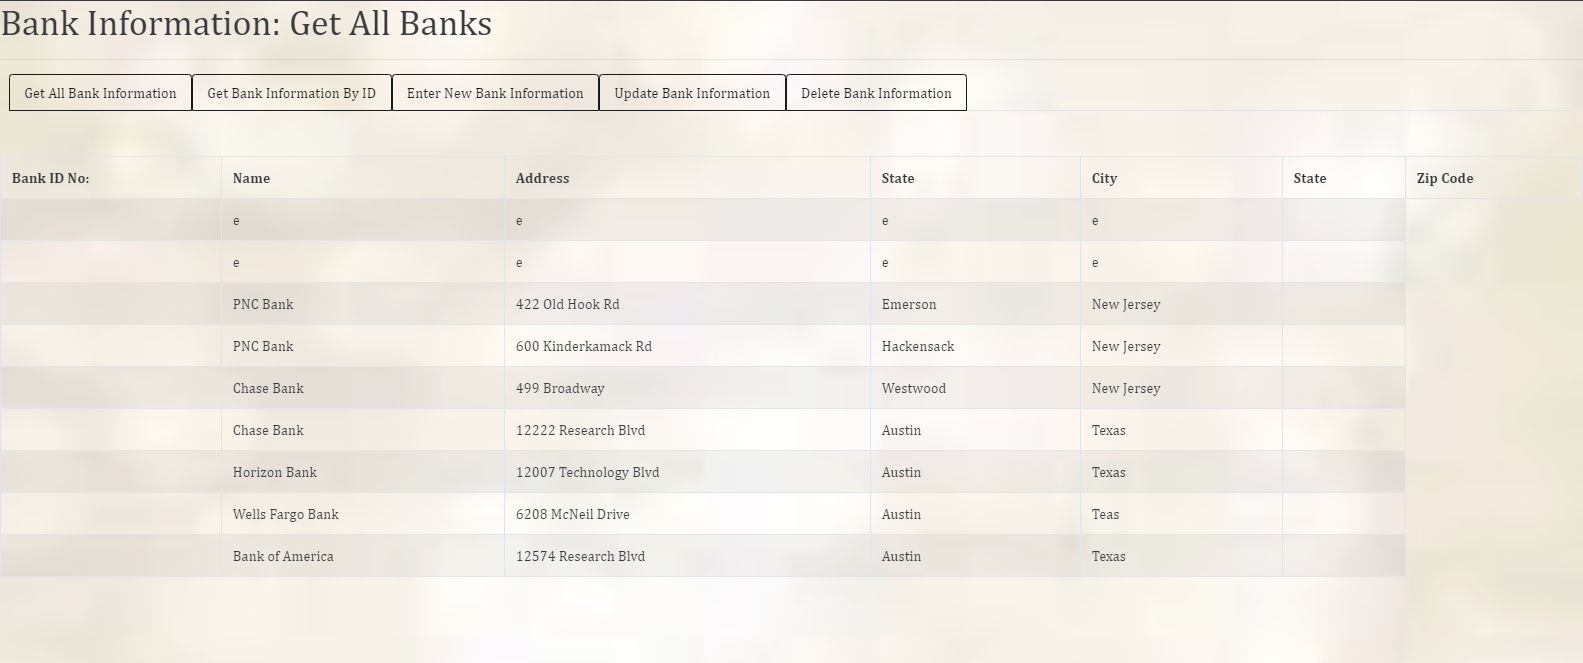 Bank Information: Get All Banks
Get All Bank Information Get Bank Information By ID Enter New Bank Information Update Bank Information Delete Bank Information
Bank ID No: Name Address State City State Zip Code
e e e e
e e e e
PNC Bank 422 Old Hook Rd Emerson New Jersey
PNC Bank 600 Kinderkamack Rd Hackensack New Jersey
Chase Bank 499 Broadway Westwood New Jersey
Chase Bank 12222 Research Blvd Austin Texas
Horizon Bank 12007 Technology Blvd Austin Texas
Wells Fargo Bank 6208 McNeil Drive Austin Teas
Bank of America 12574 Research Blvd Austin Texas